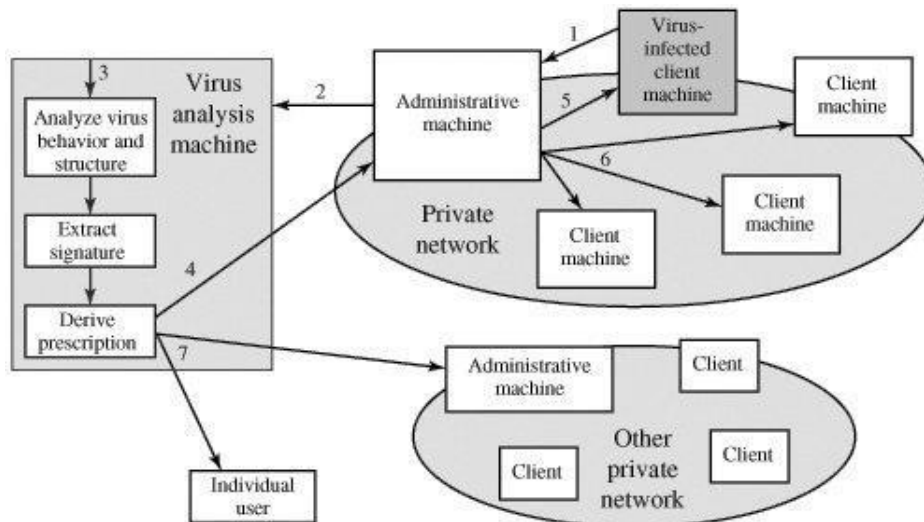 1
Virus-
infected
client
machine
3
Virus
analysis
machine
2
Administrative
machine
5
Client
machine
Analyze virus
behavior and
structure
6
Client
machine
Private
network
Client
machine
Extract
signature
4
Derive
prescription
7
Administrative
machine
Client
Other
private
network
Client
Client
Individual
user